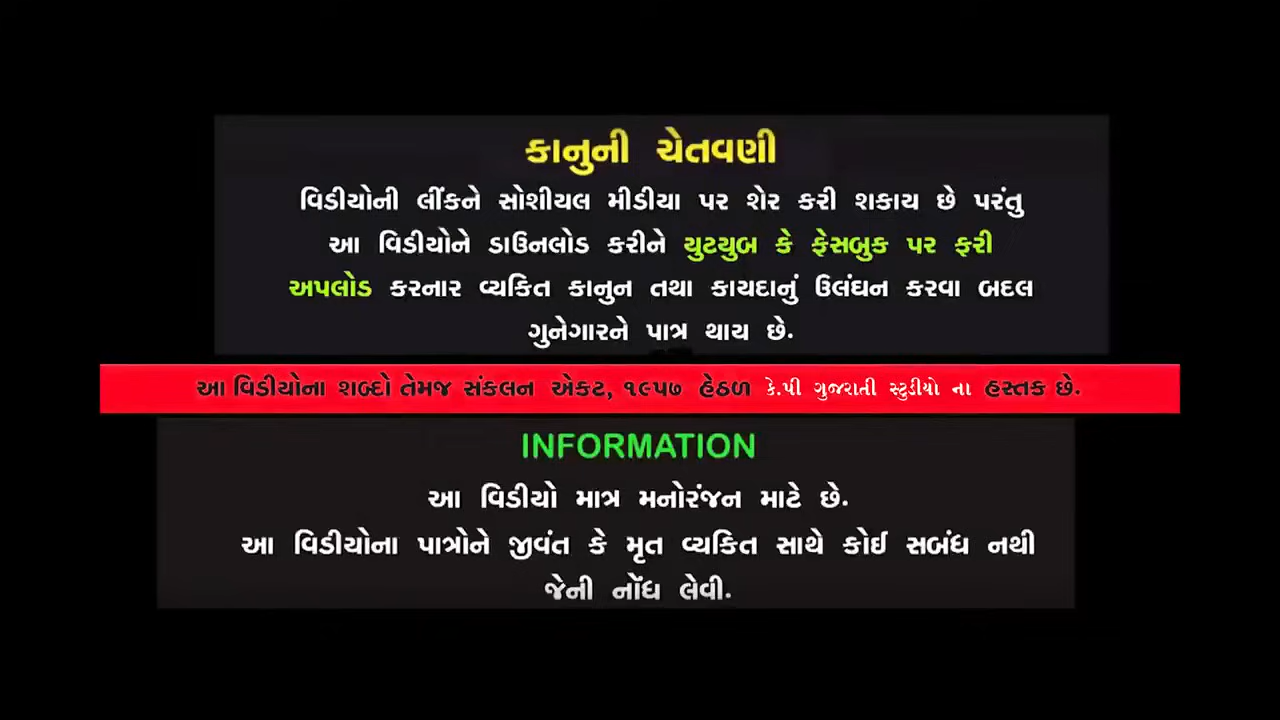 કાનુની ચેતવણી
વિડીયોની લીંકને સોશીયલ મીડીયા પર શેર કરી શકાય છે પરંતુ
આ વિડીયોને ડાઉનલોડ કરીને યુટયુબ કે ફેસબુક પર ફરી
અપલોડ કરનાર વ્યકિત કાનુન તથા કાયદાનું ઉલંઘન કરવા બદલ
ગુનેગારને પાત્ર થાય છે.
આ વિડીયોના શબ્દો તેમજ સંકલન એકટ, ૧૯૫૭ હેઠળ કે.પી ગુજરાતી સ્ટુડીયો ના હસ્તક છે.
INFORMATION
આ વિડીયો માત્ર મનોરંજન માટે છે.
આ વિડીયોના પાત્રોને જીવંત કે મૃત વ્યકિત સાથે કોઈ સબંધ નથી
જેની નોંધ લેવી.